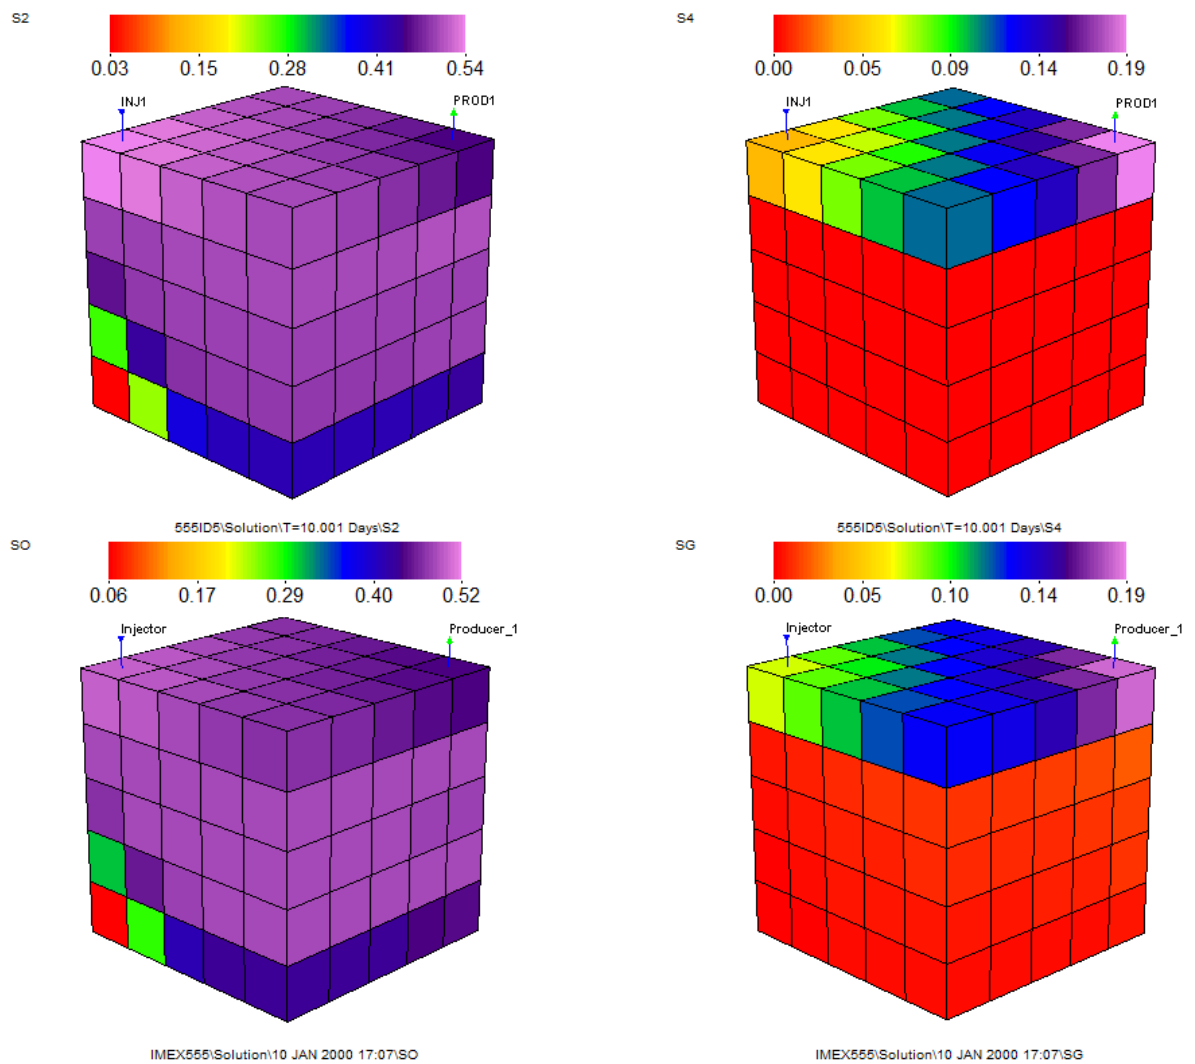 S2
0.03 0.15 0.28 0.41 0.54
INJ1
PROD1
555ID5\Solution\T=10.001 Days\S2
S4
0.00 0.05 0.09 0.14 0.19
INJ1
PROD1
555ID5\Solution\T=10.001 Days\S4
SO
0.06 0.17 0.29 0.40 0.52
Injector
Producer_1
IMEX555\Solution\10 JAN 2000 17:07\SO
SG
0.00 0.05 0.10 0.14 0.19
Injector
Producer_1
IMEX555\Solution\10 JAN 2000 17:07\SG